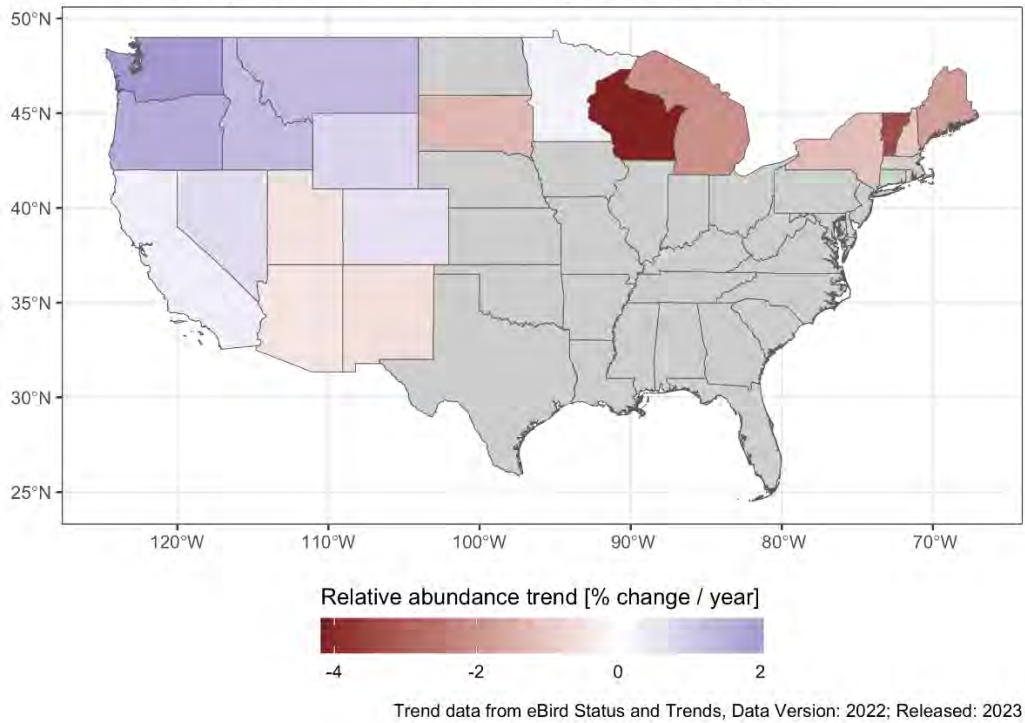 50°N
45°N
40°N
35°N
30°N
25°N
120°W 110°W 100°W 90°W 80°W 70°W
Relative abundance trend [% change / year]
-4 -2 0 2
Trend data from eBird Status and Trends, Data Version: 2022; Released: 2023